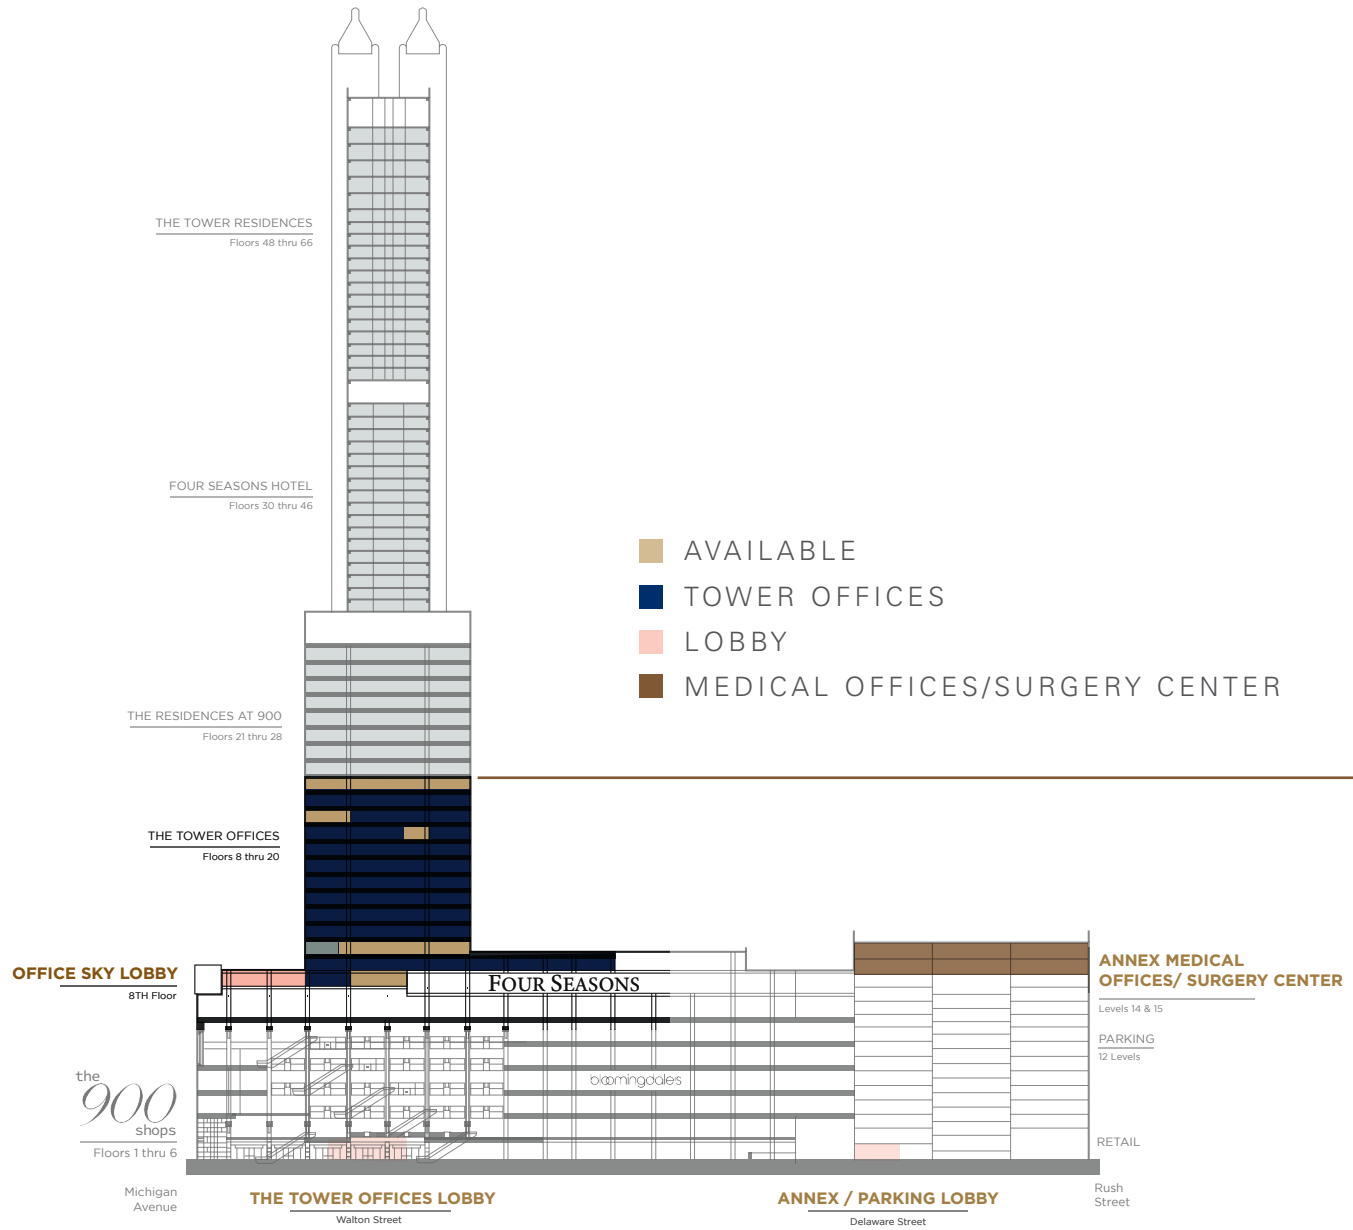 THE TOWER RESIDENCES
Floors 48 thru 66
FOUR SEASONS HOTEL
Floors 30 thru 46
AVAILABLE
TOWER OFFICES
LOBBY
MEDICAL OFFICES/SURGERY CENTER
THE RESIDENCES AT 900
Floors 21 thru 28
THE TOWER OFFICES
Floors 8 thru 20
OFFICE SKY LOBBY
8TH Floor
FOUR SEASONS
ANNEX MEDICAL
OFFICES/ SURGERY CENTER
Levels 14 & 15
PARKING
12 Levels
bloomingdale's
the
900
shops
Floors 1 thru 6
RETAIL
Michigan
Avenue
THE TOWER OFFICES LOBBY
Walton Street
ANNEX / PARKING LOBBY
Delaware Street
Rush
Street